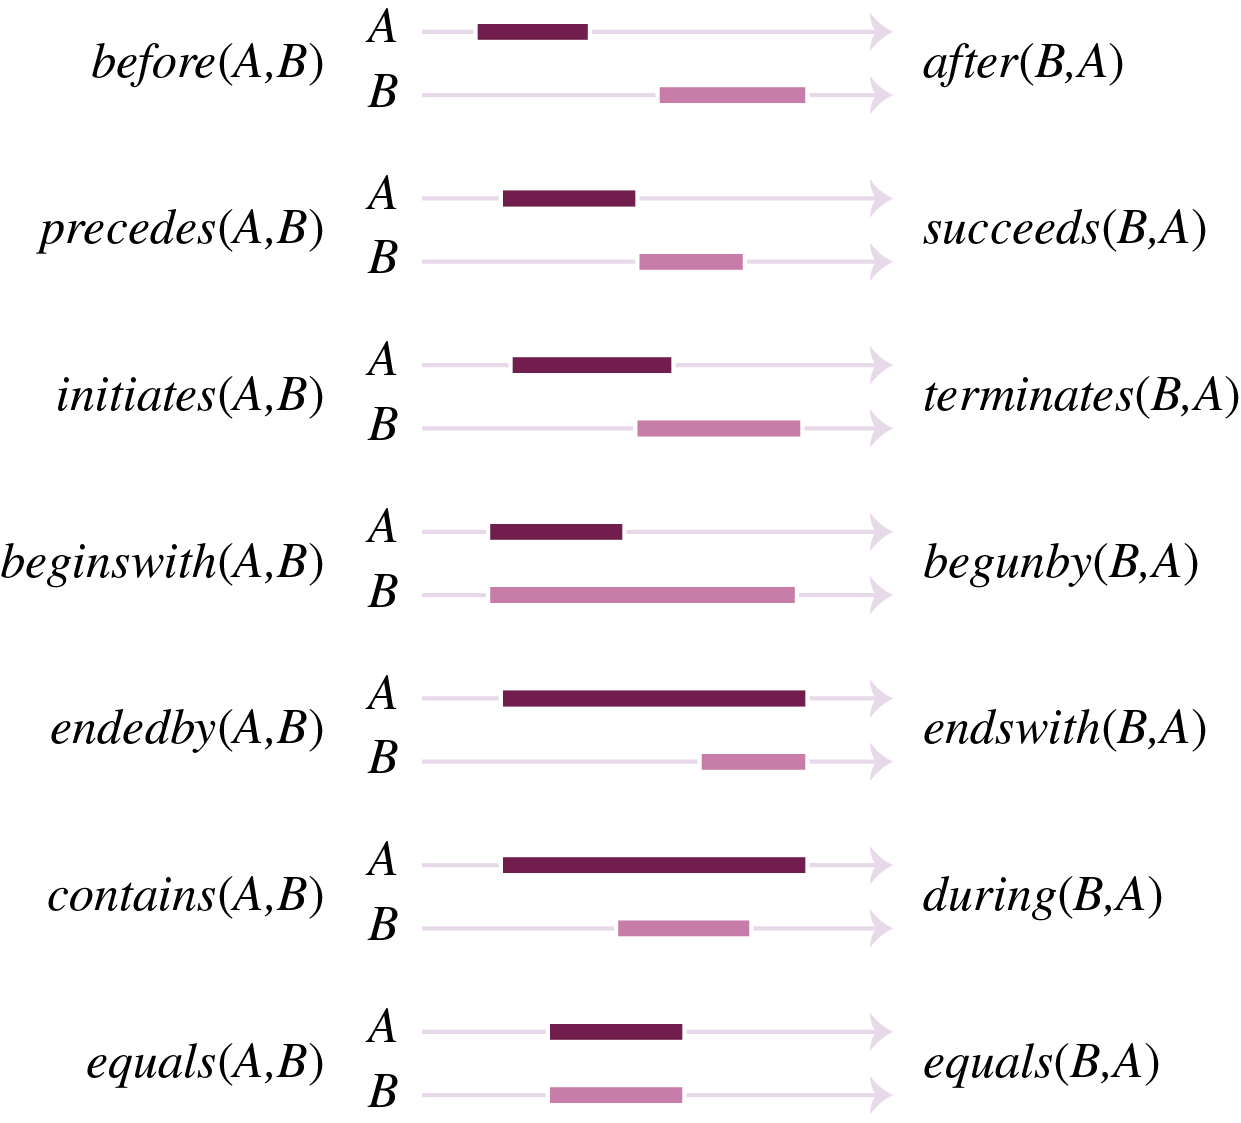 A
before(A,B) after(B,A)
B
A
precedes(A,B) succeeds(B,A)
B
A
initiates(A,B) terminates(B,A)
B
A
beginswith(A,B) begunby(B,A)
B
A
endedby(A,B) endswith(B,A)
B
A
contains(A,B) during(B,A)
B
A
equals(A,B) equals(B,A)
B